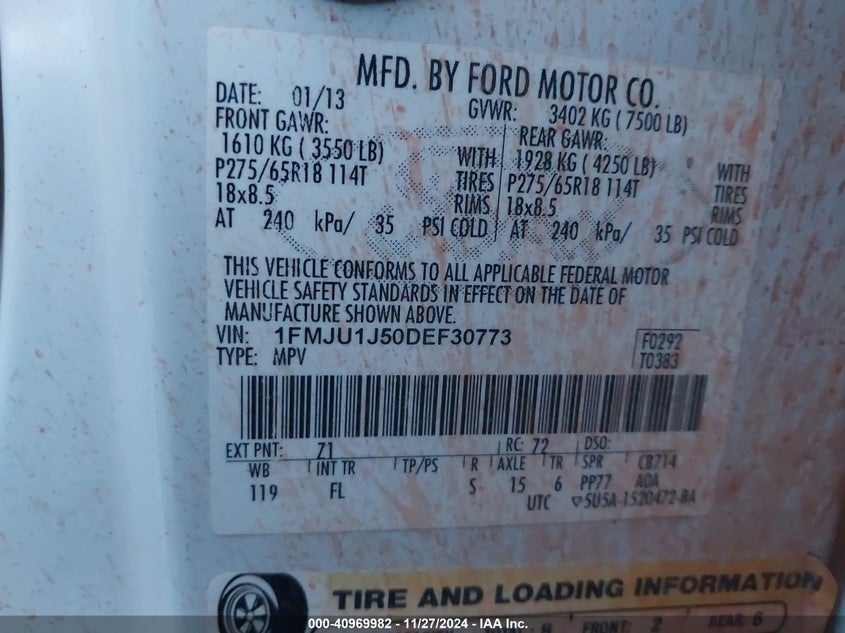 MFD. BY FORD MOTOR CO.
DATE: 01/13 GVWR: 3402 KG ( 7500 LB)
FRONT GAWR: REAR GAWR:
1610 KG ( 3550 LB) WITH 1928 KG ( 4250 LB) WITH
P275/65R18 114T TIRES P275/65R18 114T TIRES
18x8.5 RIMS 18x8.5 RIMS
AT 240 kPa/ 35 PSI COLD AT 240 kPa/ 35 PSI COLD
THIS VEHICLE CONFORMS TO ALL APPLICABLE FEDERAL MOTOR
VEHICLE SAFETY STANDARDS IN EFFECT ON THE DATE OF
MANUFACTURE SHOWN ABOVE.
VIN: 1FMJU1J50DEF30773
TYPE: MPV
F0292
T0383
EXT PNT: Z1 RC: 72 DSO:
WB INT TR TP/PS R AXLE TR SPR CB714
119 FL S 15 6 PP77 AOA
UTC ▽5U5A-1520472-BA
TIRE AND LOADING INFORMATION
FRONT: 2 REAR: 6
000-40969982 - 11/27/2024 - IAA Inc.